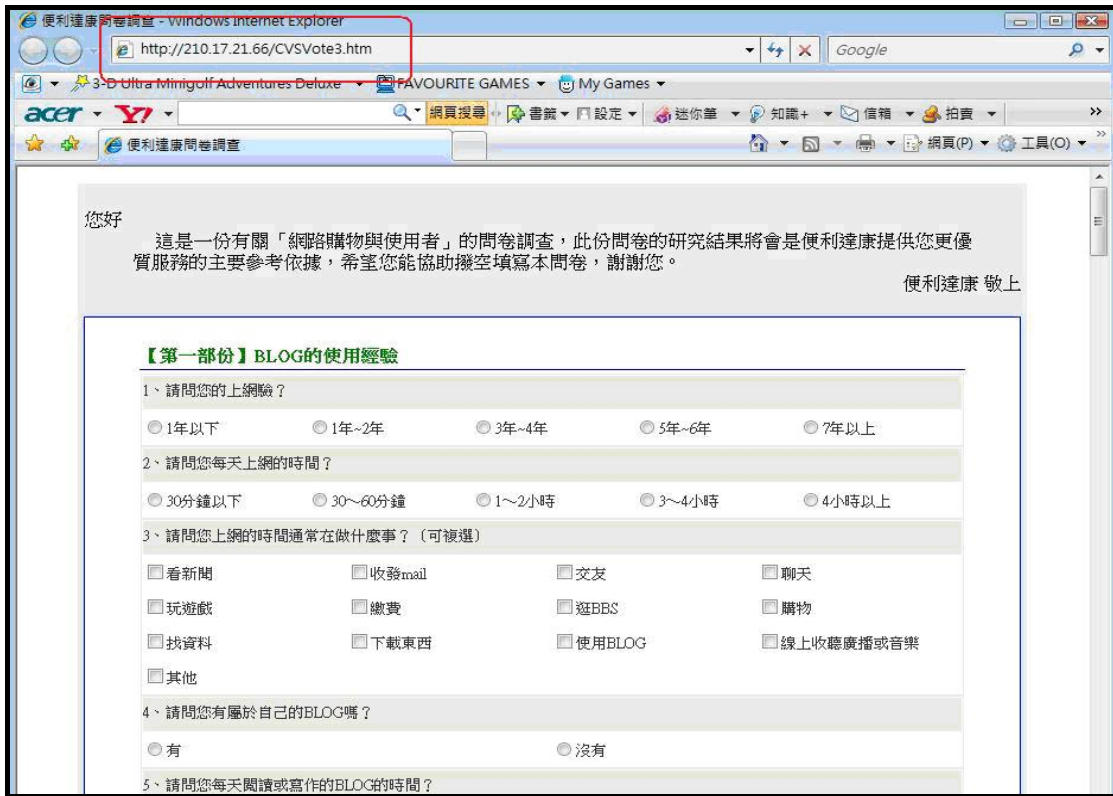 便利達康問卷調查 - Windows Internet Explorer
http://210.17.21.66/CVSVote3.htm
Google
3-D Ultra Minigolf Adventures Deluxe
FAVOURITE GAMES
My Games
acer Y! 網頁搜尋 書籤 設定 迷你筆 知識+ 信箱 拍賣 »
便利達康問卷調查
網頁(P) 工具(O) »
您好
這是一份有關「網路購物與使用者」的問卷調查，此份問卷的研究結果將會是便利達康提供您更優
質服務的主要參考依據，希望您能協助撥空填寫本問卷，謝謝您。
便利達康 敬上
【第一部份】BLOG的使用經驗
1、請問您的上網驗？
1年以下 1年~2年 3年~4年 5年~6年 7年以上
2、請問您每天上網的時間？
30分鐘以下 30～60分鐘 1～2小時 3～4小時 4小時以上
3、請問您上網的時間通常在做什麼事？（可複選）
看新聞 收發mail 交友 聊天
玩遊戲 繳費 逛BBS 購物
找資料 下載東西 使用BLOG 線上收聽廣播或音樂
其他
4、請問您有屬於自己的BLOG嗎？
有 沒有
5、請問您每天閱讀或寫作的BLOG的時間？